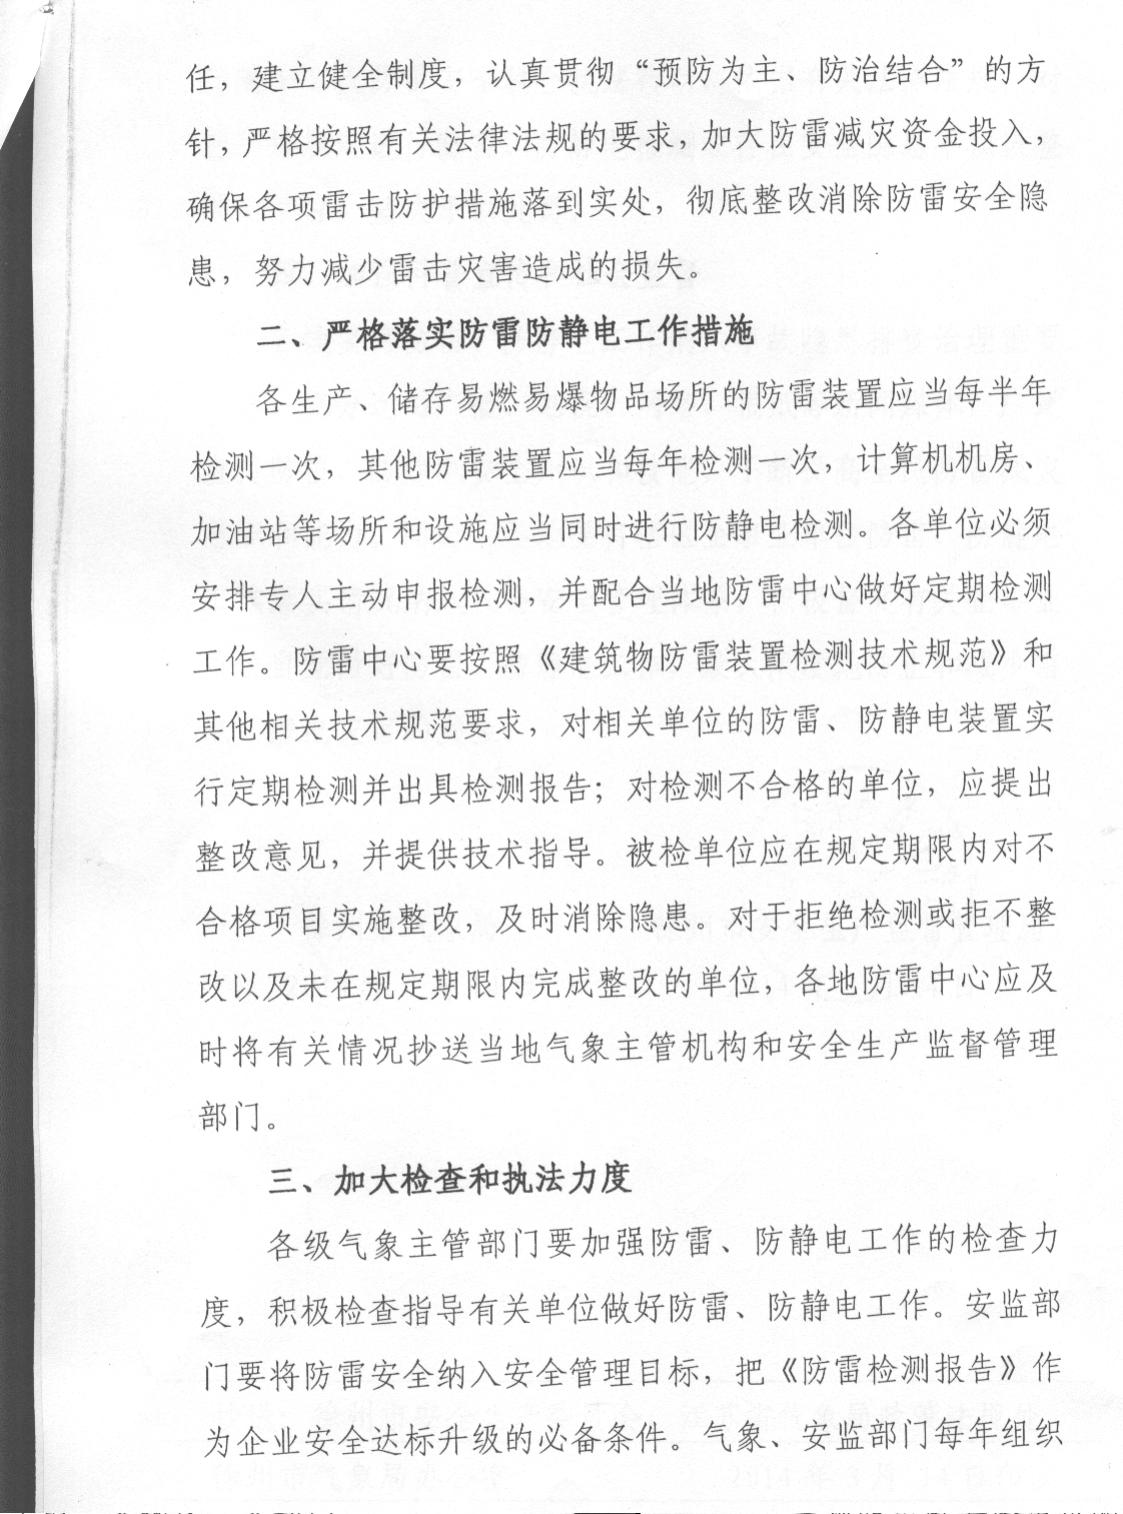 任，建立健全制度，认真贯彻“预防为主、防治结合”的方
针，严格按照有关法律法规的要求，加大防雷减灾资金投入，
确保各项雷击防护措施落到实处，彻底整改消除防雷安全隐
患，努力减少雷击灾害造成的损失。
二、严格落实防雷防静电工作措施
各生产、储存易燃易爆物品场所的防雷装置应当每半年
检测一次，其他防雷装置应当每年检测一次，计算机机房、
加油站等场所和设施应当同时进行防静电检测。各单位必须
安排专人主动申报检测，并配合当地防雷中心做好定期检测
工作。防雷中心要按照《建筑物防雷装置检测技术规范》和
其他相关技术规范要求，对相关单位的防雷、防静电装置实
行定期检测并出具检测报告；对检测不合格的单位，应提出
整改意见，并提供技术指导。被检单位应在规定期限内对不
合格项目实施整改，及时消除隐患。对于拒绝检测或拒不整
改以及未在规定期限内完成整改的单位，各地防雷中心应及
时将有关情况抄送当地气象主管机构和安全生产监督管理
部门。
三、加大检查和执法力度
各级气象主管部门要加强防雷、防静电工作的检查力
度，积极检查指导有关单位做好防雷、防静电工作。安监部
门要将防雷安全纳入安全管理目标，把《防雷检测报告》作
为企业安全达标升级的必备条件。气象、安监部门每年组织